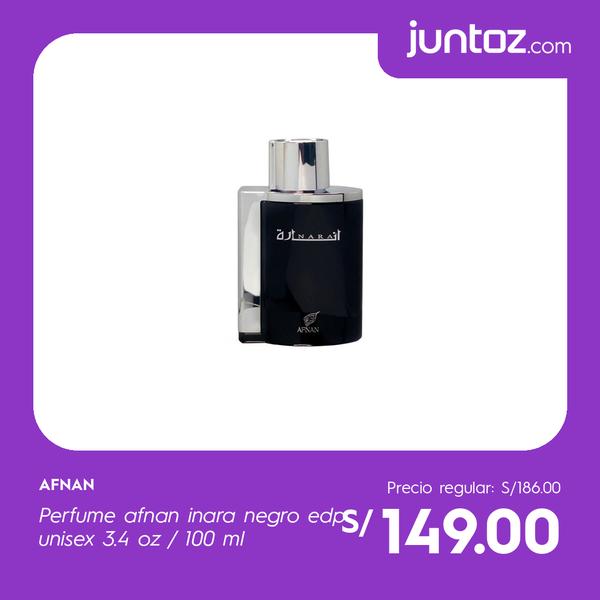 juntoz.com
إنارة
INARA
AFNAN
AFNAN
Precio regular: S/186.00
Perfume afnan inara negro edp
unisex 3.4 oz / 100 ml
S/ 149.00